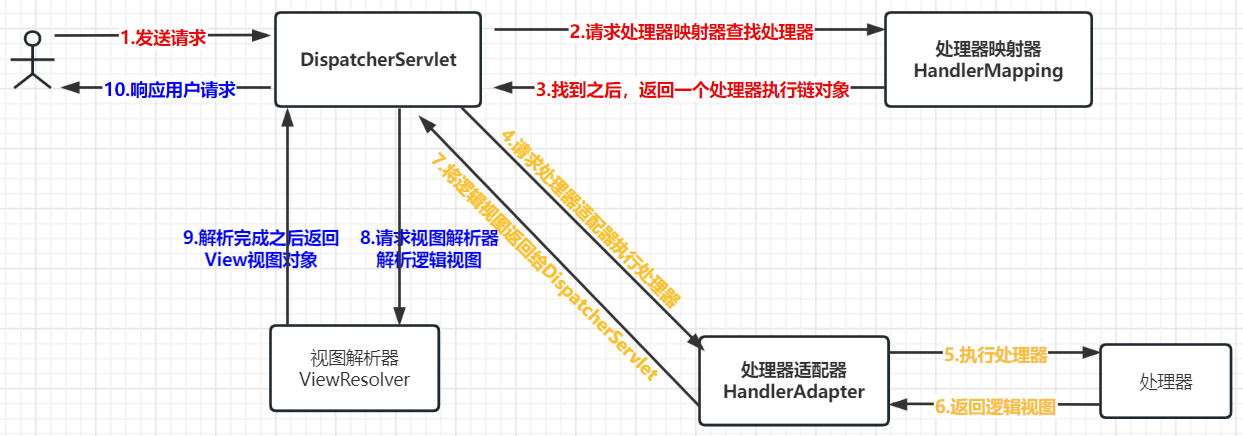 1.发送请求
DispatcherServlet
2.请求处理器映射器查找处理器
处理器映射器
HandlerMapping
10.响应用户请求
3.找到之后，返回一个处理器执行链对象
4.请求处理器适配器执行处理器
7.将逻辑视图返回给DispatcherServlet
9.解析完成之后返回
View视图对象
8.请求视图解析器
解析逻辑视图
视图解析器
ViewResolver
处理器适配器
HandlerAdapter
5.执行处理器
6.返回逻辑视图
处理器